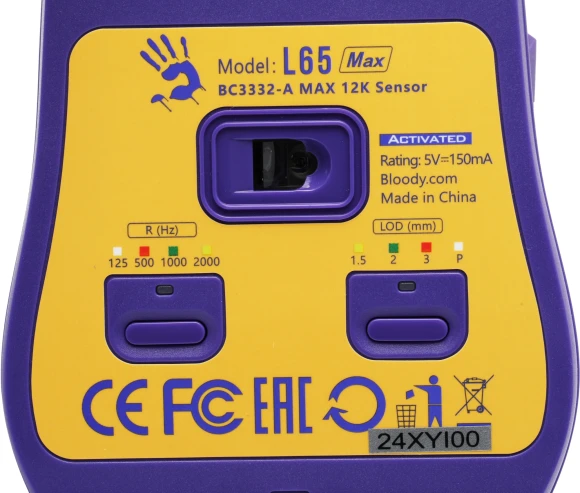 Model: L65 Max
BC3332-A MAX 12K Sensor
ACTIVATED
Rating: 5V=150mA
Bloody.com
Made in China
R (Hz)
125 500 1000 2000
LOD (mm)
1.5 2 3 P
CE FC EAC
24XYI00